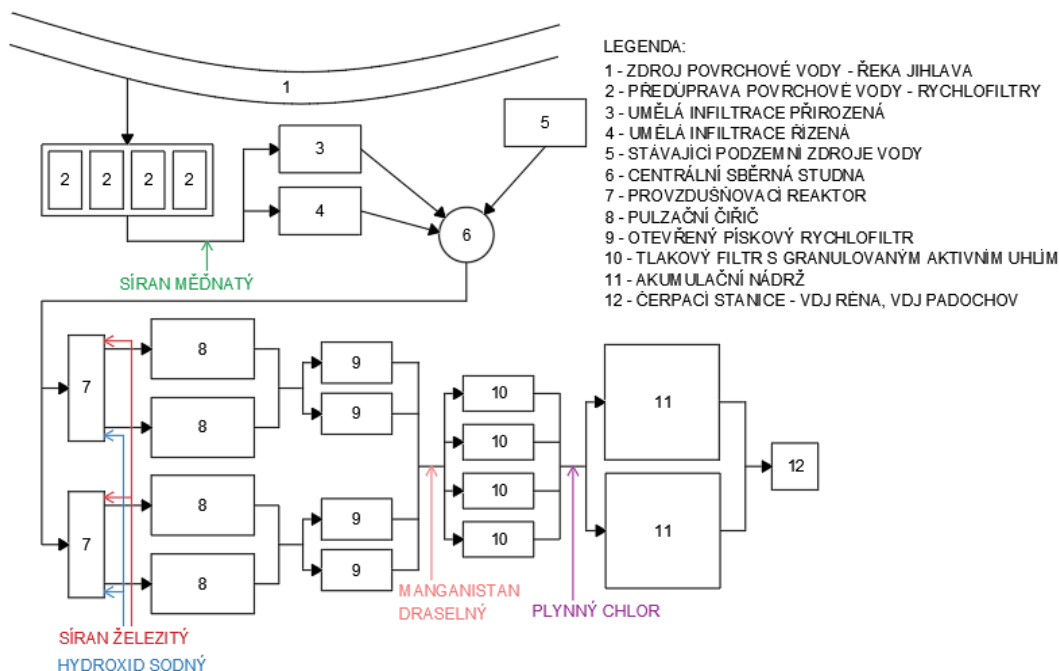 LEGENDA:
1 - ZDROJ POVRCHOVÉ VODY - ŘEKA JIHLAVA
2 - PŘEDÚPRAVA POVRCHOVÉ VODY - RYCHLOFILTRY
3 - UMĚLÁ INFILTRACE PŘIROZENÁ
4 - UMĚLÁ INFILTRACE ŘÍZENÁ
5 - STÁVAJÍCÍ PODZEMNÍ ZDROJE VODY
6 - CENTRÁLNÍ SBĚRNÁ STUDNA
7 - PROVZDUŠŇOVACÍ REAKTOR
8 - PULZAČNÍ ČIŘIČ
9 - OTEVŘENÝ PÍSKOVÝ RYCHLOFILTR
10 - TLAKOVÝ FILTR S GRANULOVANÝM AKTIVNÍM UHLÍM
11 - AKUMULAČNÍ NÁDRŽ
12 - ČERPACÍ STANICE - VDJ RÉNA, VDJ PADOCHOV
1
2 2 2 2
3
4
5
6
SÍRAN MĚĎNATÝ
7
8
8
9
9
7
8
8
9
9
10
10
10
10
11
11
12
MANGANISTAN
DRASELNÝ
PLYNNÝ CHLOR
SÍRAN ŽELEZITÝ
HYDROXID SODNÝ